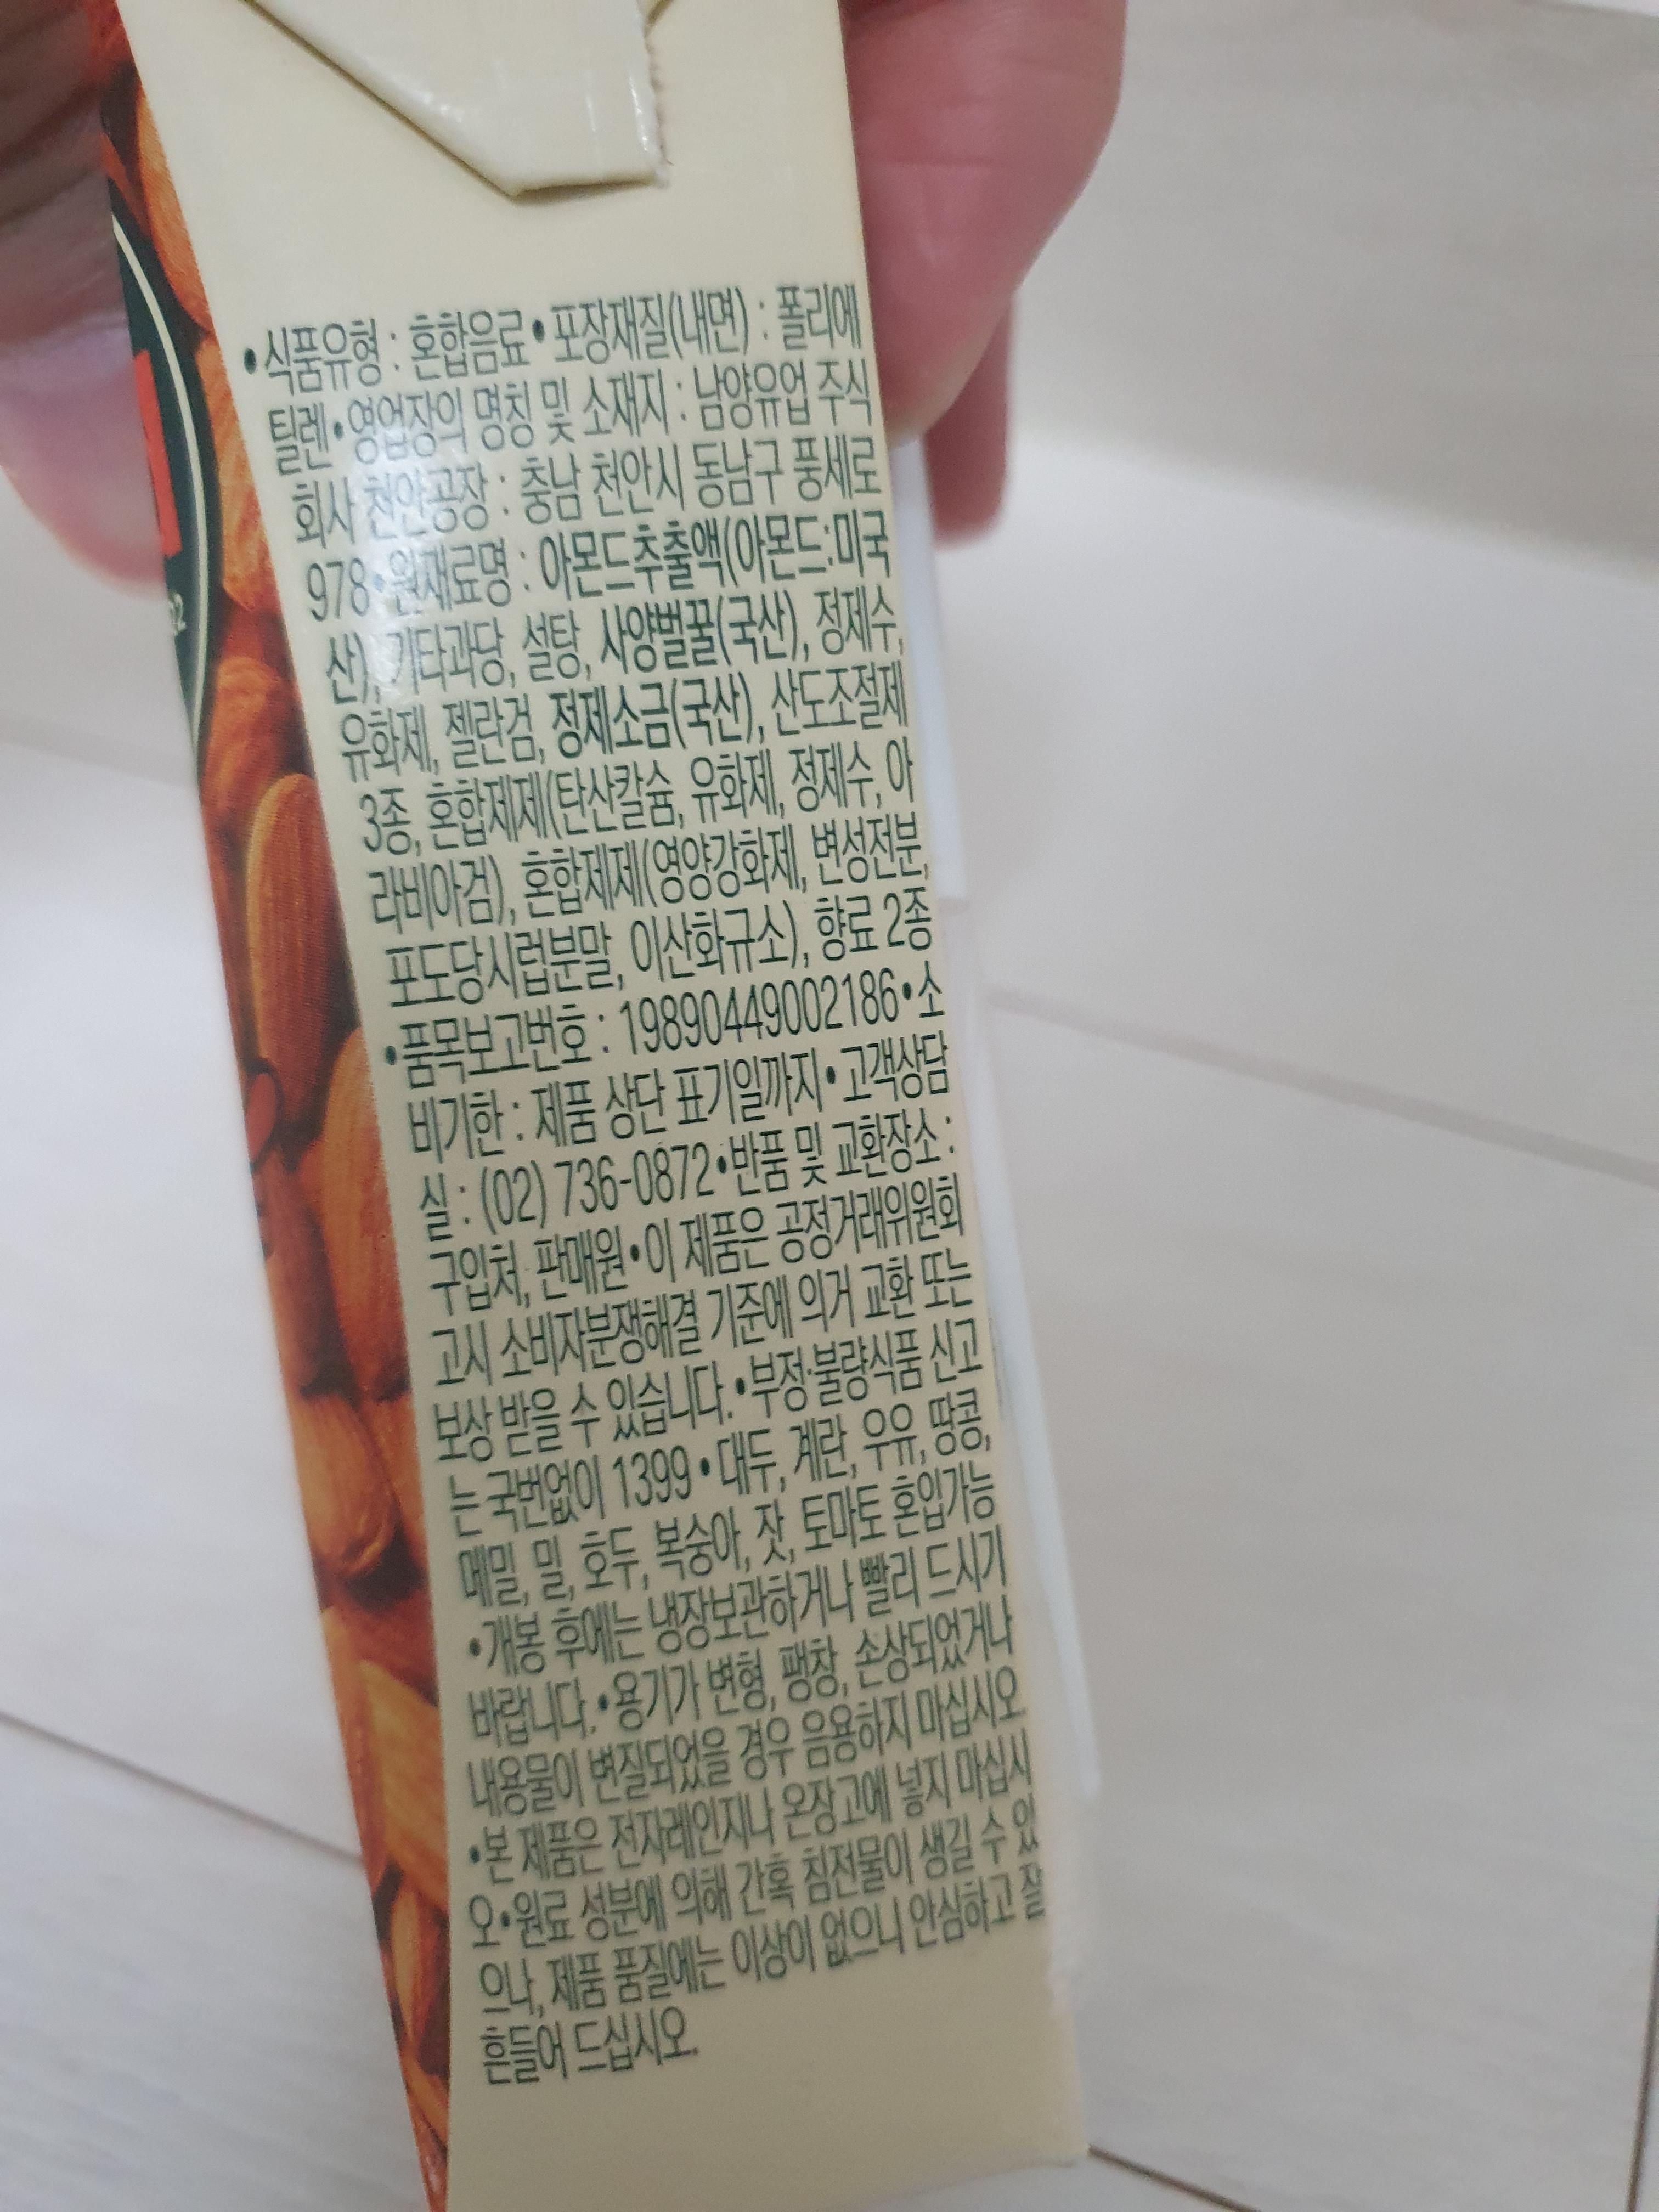 •식품유형 : 혼합음료•포장재질(내면) : 폴리에
틸렌•영업장의 명칭 및 소재지 : 남양유업 주식
회사 천안공장 : 충남 천안시 동남구 풍세로
978•원재료명 : 아몬드추출액(아몬드:미국
산), 기타과당, 설탕, 사양벌꿀(국산), 정제수,
유화제, 젤란검, 정제소금(국산), 산도조절제
3종, 혼합제제(탄산칼슘, 유화제, 정제수, 아
라비아검), 혼합제제(영양강화제, 변성전분,
포도당시럽분말, 이산화규소), 향료 2종
•품목보고번호 : 19890449002186•소
비기한 : 제품 상단 표기일까지•고객상담
실 : (02) 736-0872•반품 및 교환장소 :
구입처, 판매원•이 제품은 공정거래위원회
고시 소비자분쟁해결 기준에 의거 교환 또는
보상 받을 수 있습니다.•부정·불량식품 신고
는 국번없이 1399•대두, 계란, 우유, 땅콩,
메밀, 밀, 호두, 복숭아, 잣, 토마토 혼입가능
•개봉 후에는 냉장보관하거나 빨리 드시기
바랍니다.•용기가 변형, 팽창, 손상되었거나
내용물이 변질되었을 경우 음용하지 마십시오.
•본 제품은 전자레인지나 온장고에 넣지 마십시
오•원료 성분에 의해 간혹 침전물이 생길 수 있
으나, 제품 품질에는 이상이 없으니 안심하고 잘
흔들어 드십시오.